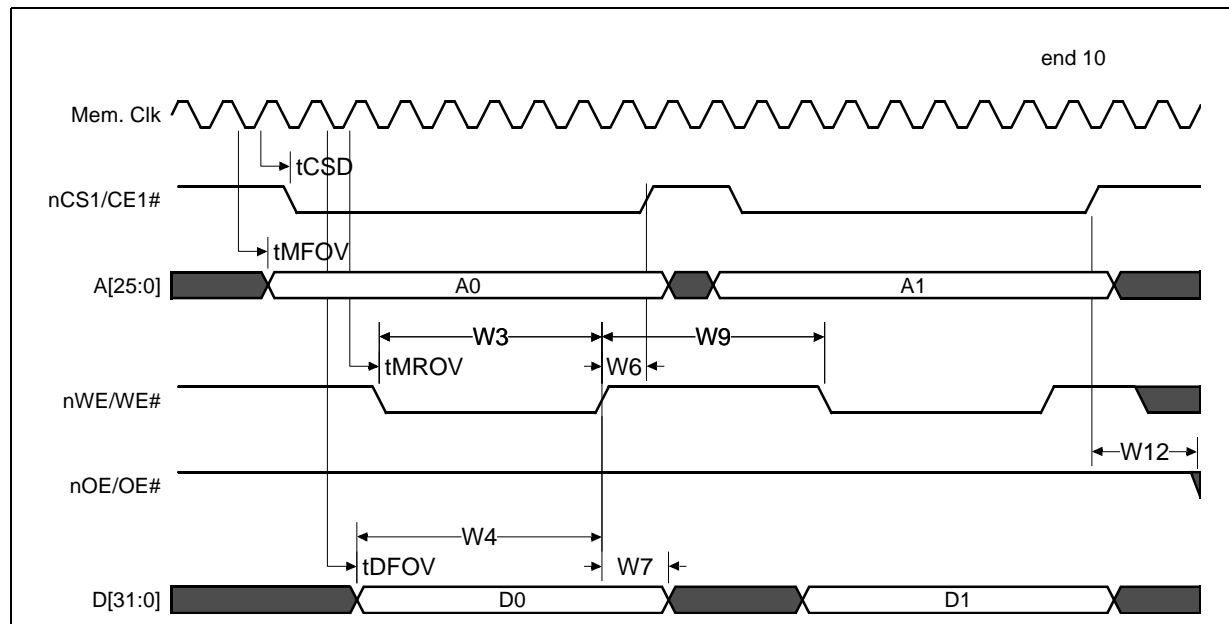 end 10
Mem. Clk
tCSD
nCS1/CE1#
tMFOV
A[25:0]
A0
A1
W3
W9
tMROV
W6
nWE/WE#
W12
nOE/OE#
W4
tDFOV
W7
D[31:0]
D0
D1